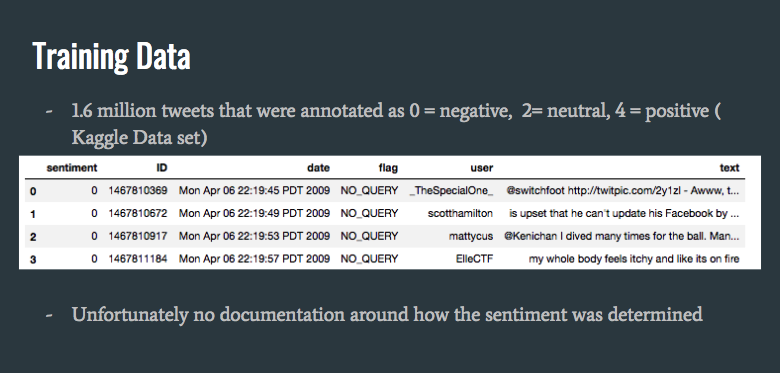 Training Data
- 1.6 million tweets that were annotated as 0 = negative, 2= neutral, 4 = positive (
Kaggle Data set)
sentiment ID date flag user text
0 0 1467810369 Mon Apr 06 22:19:45 PDT 2009 NO_QUERY _TheSpecialOne_ @switchfoot http://twitpic.com/2y1zl - Awww, t...
1 0 1467810672 Mon Apr 06 22:19:49 PDT 2009 NO_QUERY scotthamilton is upset that he can't update his Facebook by ...
2 0 1467810917 Mon Apr 06 22:19:53 PDT 2009 NO_QUERY mattycus @Kenichan I dived many times for the ball. Man...
3 0 1467811184 Mon Apr 06 22:19:57 PDT 2009 NO_QUERY ElleCTF my whole body feels itchy and like its on fire
- Unfortunately no documentation around how the sentiment was determined